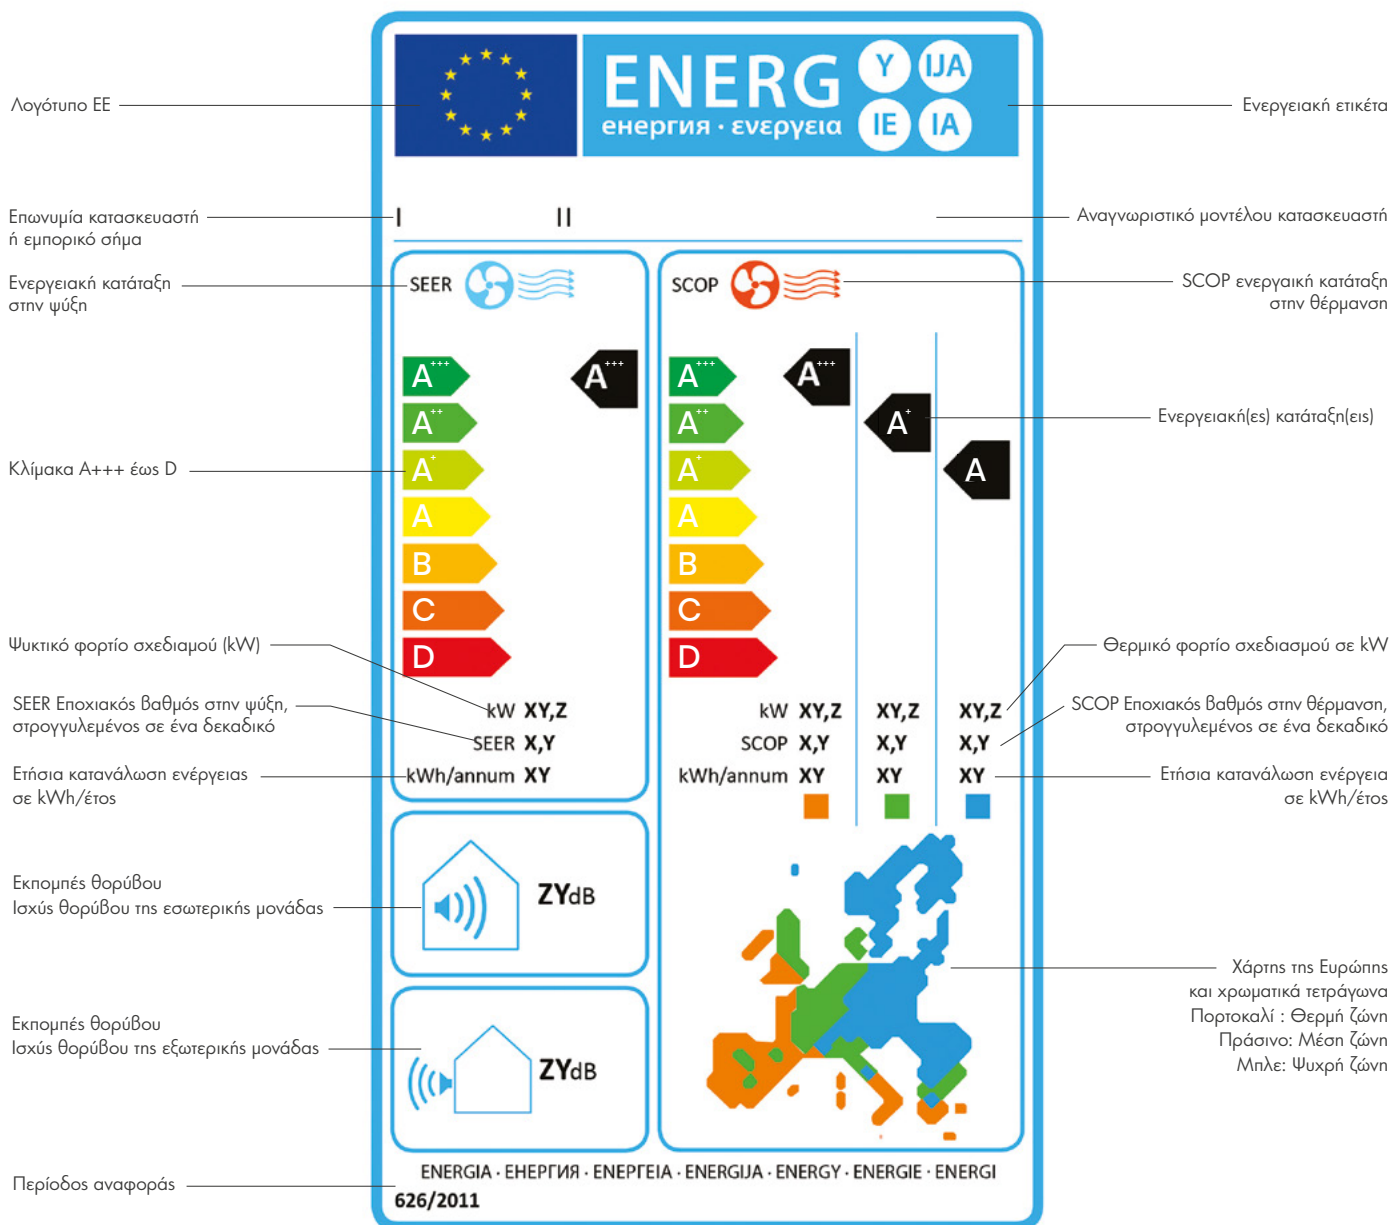 Λογότυπο ΕΕ
ENERG
енергия · ενεργεια
Y IJA
IE IA
Ενεργειακή ετικέτα
Επωνυμία κατασκευαστή
ή εμπορικό σήμα
I II
Αναγνωριστικό μοντέλου κατασκευαστή
Ενεργειακή κατάταξη
στην ψύξη
SEER
SCOP
SCOP ενεργαική κατάταξη
στην θέρμανση
A+++
A++
A+
A
B
C
D
A+++
A+++
A++
A+
A
B
C
D
A+++
A+
A
Ενεργειακή(ες) κατάταξη(εις)
Κλίμακα Α+++ έως D
Ψυκτικό φορτίο σχεδιαμού (kW)
SEER Εποχιακός βαθμός στην ψύξη,
στρογγυλεμένος σε ένα δεκαδικό
Ετήσια κατανάλωση ενέργειας
σε kWh/έτος
kW XY,Z
SEER X,Y
kWh/annum XY
kW XY,Z XY,Z XY,Z
SCOP X,Y X,Y X,Y
kWh/annum XY XY XY
Θερμικό φορτίο σχεδιασμού σε kW
SCOP Εποχιακός βαθμός στην θέρμανση,
στρογγυλεμένος σε ένα δεκαδικό
Ετήσια κατανάλωση ενέργεια
σε kWh/έτος
Εκπομπές θορύβου
Ισχύς θορύβου της εσωτερικής μονάδας
ZYdB
Εκπομπές θορύβου
Ισχύς θορύβου της εξωτερικής μονάδας
ZYdB
Χάρτης της Ευρώπης
και χρωματικά τετράγωνα
Πορτοκαλί : Θερμή ζώνη
Πράσινο: Μέση ζώνη
Μπλε: Ψυχρή ζώνη
ENERGIA · ЕНЕРГИЯ · ΕΝΕΡΓΕΙΑ · ENERGIJA · ENERGY · ENERGIE · ENERGI
Περίοδος αναφοράς
626/2011